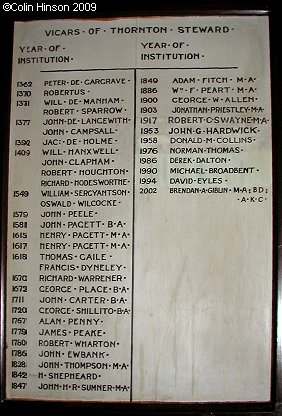 ©Colin Hinson 2009
VICARS OF THORNTON STEWARD
YEAR·OF·
INSTITUTION·
1362 PETER·DE·CARGRAVE·
1370 ROBERTUS·
1371 WILL·DE·MANHAM·
ROBERT·SPARROW·
1377 JOHN·DE·LANGEWITH
JOHN·CAMPSALL·
1392 JAC·DE·HOLME·
1409 WILL·HANXWELL·
JOHN·CLAPHAM·
ROBERT·HOUGHTON·
RICHARD·HODESWORTHE·
1549 WILLIAM·SERGYANTSON·
OSWALD·WILCOCKE·
1579 JOHN·PEELE·
1581 JOHN·PAGETT·B·A·
1615 HENRY·PAGETT·M·A·
1617 HENRY·PAGETT·M·A·
1618 THOMAS·CAILE·
FRANCIS·DYNELEY·
1670 RICHARD·WARRENER·
1673 GEORGE·PLACE·B·A·
1711 JOHN·CARTER·B·A·
1720 GEORGE·SHILLITO·B·A·
1757 ALAN·PENNY·
1779 JAMES·PEAKE·
1780 ROBERT·WHARTON·
1786 JOHN·EWBANK·
1828 JOHN·THOMPSON·M·A·
1842 H·SHEPHEARD·
1847 JOHN·H·R·SUMNER·M·A·
YEAR·OF·
INSTITUTION·
1849 ADAM·FITCH·M·A·
1886 WM·F·PEART·M·A·
1900 GEORGE·W·ALLEN·
1903 JONATHAN·PRIESTLEY·M·A·
1917 ROBERT·C·SWAYNE·M·A·
1953 JOHN·G·HARDWICK·
1958 DONALD·M·COLLINS·
1976 NORMAN·THOMAS·
1986 DEREK·DALTON·
1990 MICHAEL·BROADBENT·
1994 DAVID·EYLES·
2002 BRENDAN·A·GIBLIN·M·A; B·D;
·A·K·C·